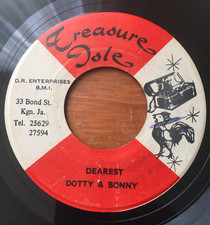 Treasure
Isle
D.R. ENTERPRISES
B.M.I.
33 Bond St.
Kgn. Ja.
Tel. 25629
27594
DEAREST
DOTTY & BONNY